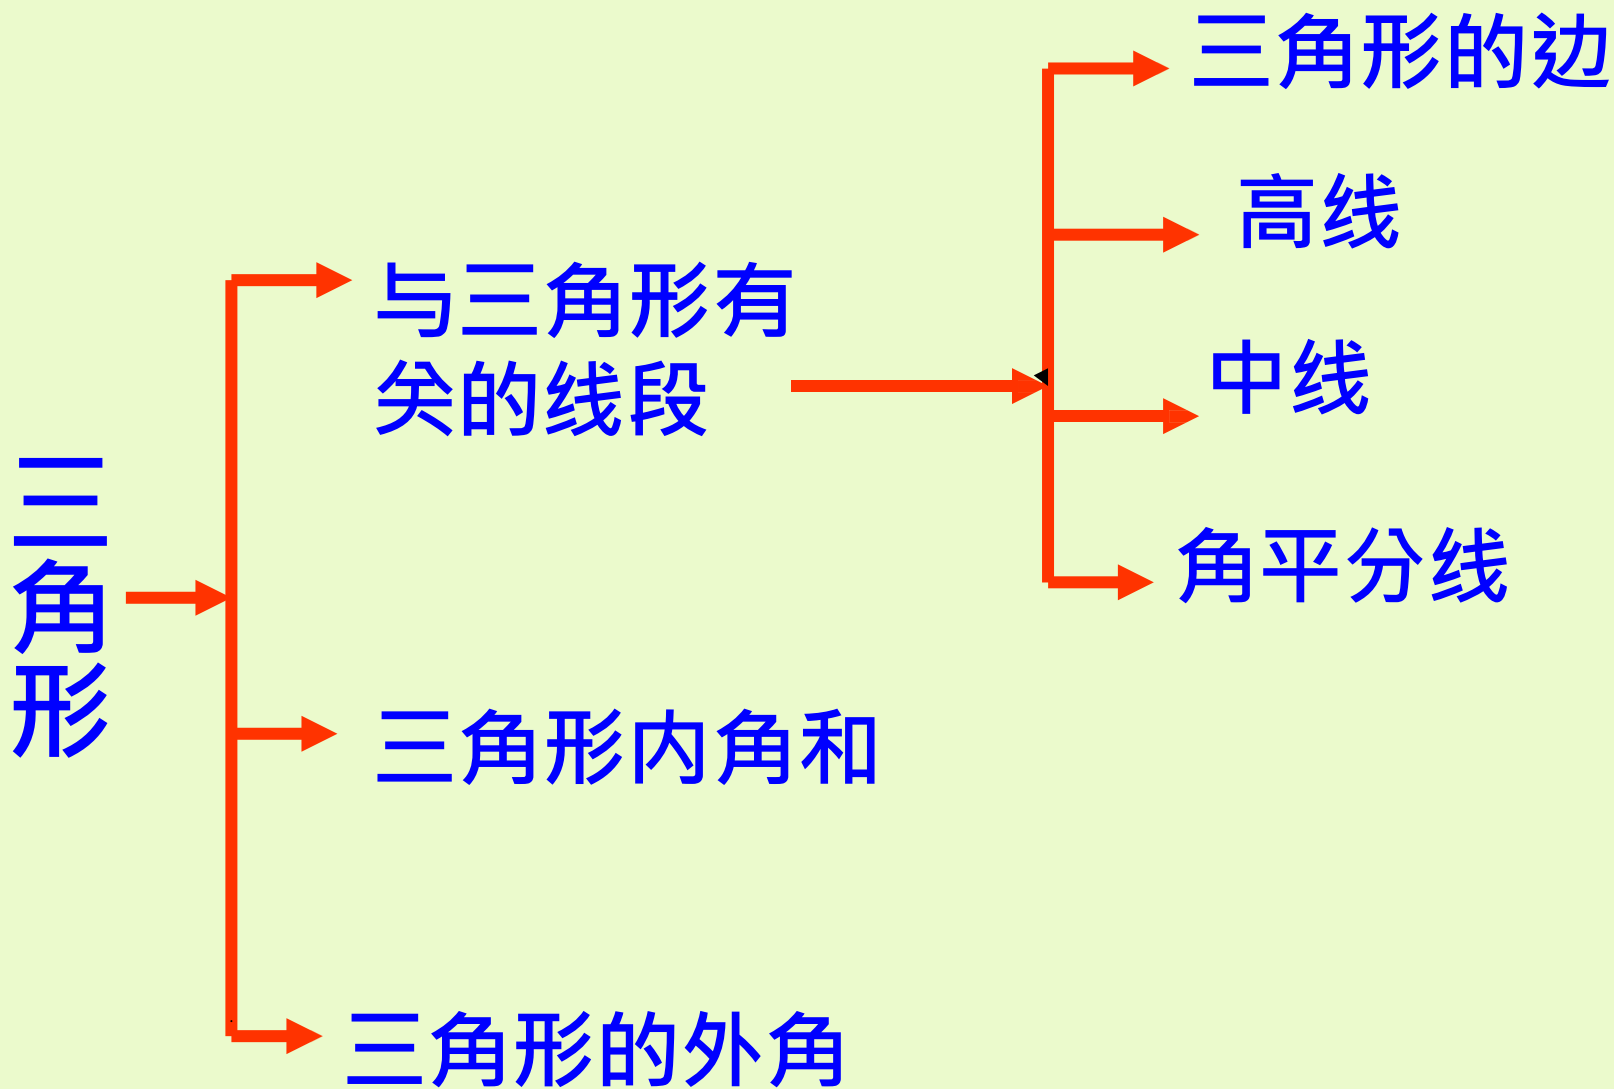 三角形
与三角形有
关的线段
三角形的边
高线
中线
角平分线
三角形内角和
三角形的外角